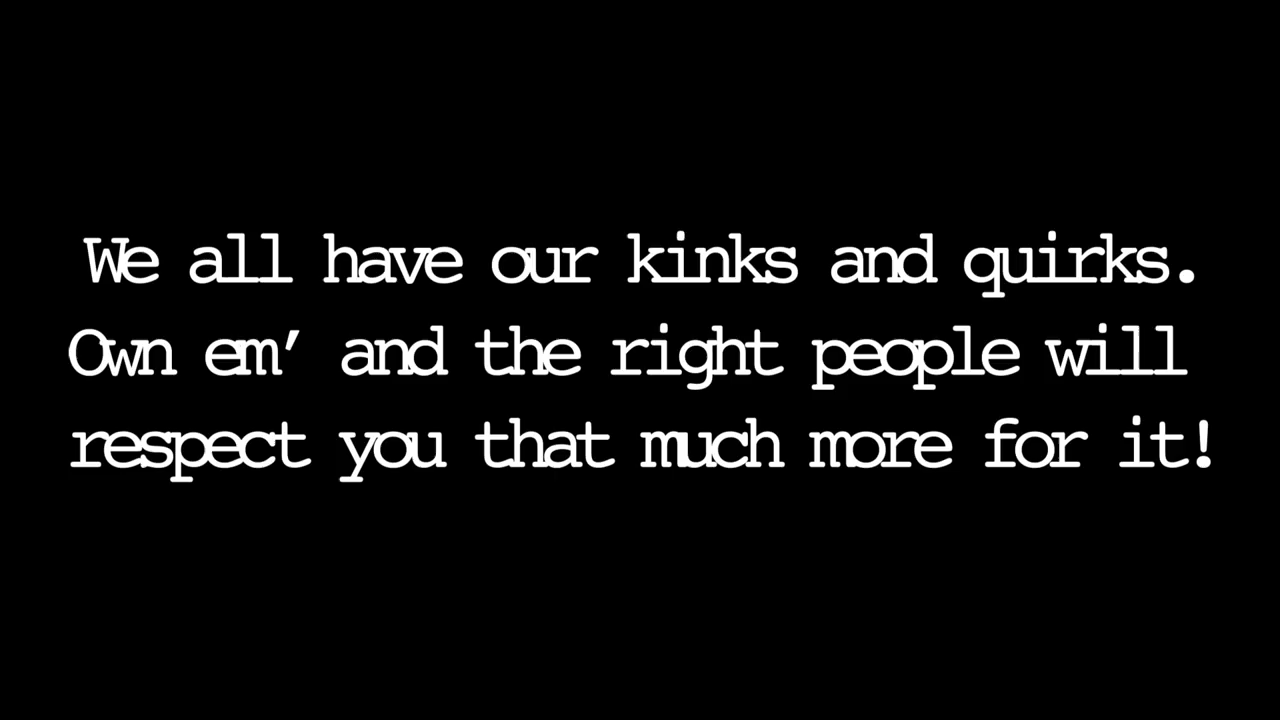 We all have our kinks and quirks.
Own em’ and the right people will
respect you that much more for it!